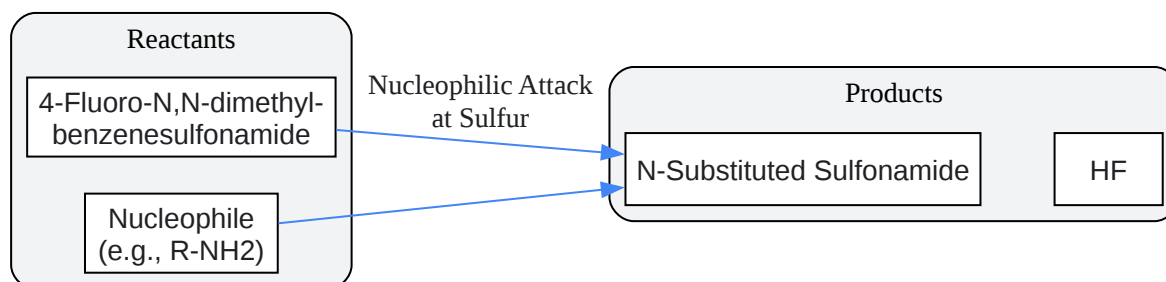 Reactants
4-Fluoro-N,N-dimethyl-
benzenesulfonamide
Nucleophile
(e.g., R-NH2)
Nucleophilic Attack
at Sulfur
Products
N-Substituted Sulfonamide
HF